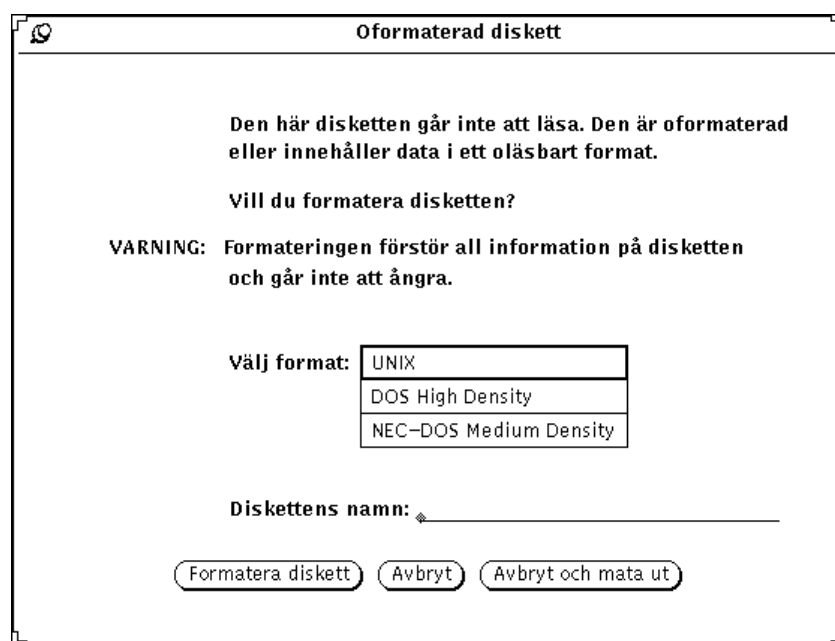 Oformaterad diskett
Den här disketten går inte att läsa. Den är oformaterad
eller innehåller data i ett oläsbart format.
Vill du formatera disketten?
VARNING: Formateringen förstör all information på disketten
och går inte att ångra.
Välj format: UNIX
DOS High Density
NEC-DOS Medium Density
Diskettens namn:
Formatera diskett Avbryt Avbryt och mata ut